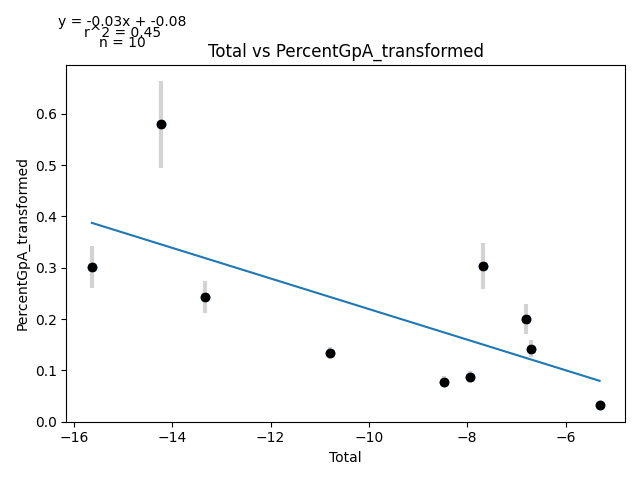 y = -0.03x + -0.08
r^2 = 0.45
n = 10
Total vs PercentGpA_transformed
PercentGpA_transformed
0.6
0.5
0.4
0.3
0.2
0.1
0.0
−16
−14
−12
−10
−8
−6
Total